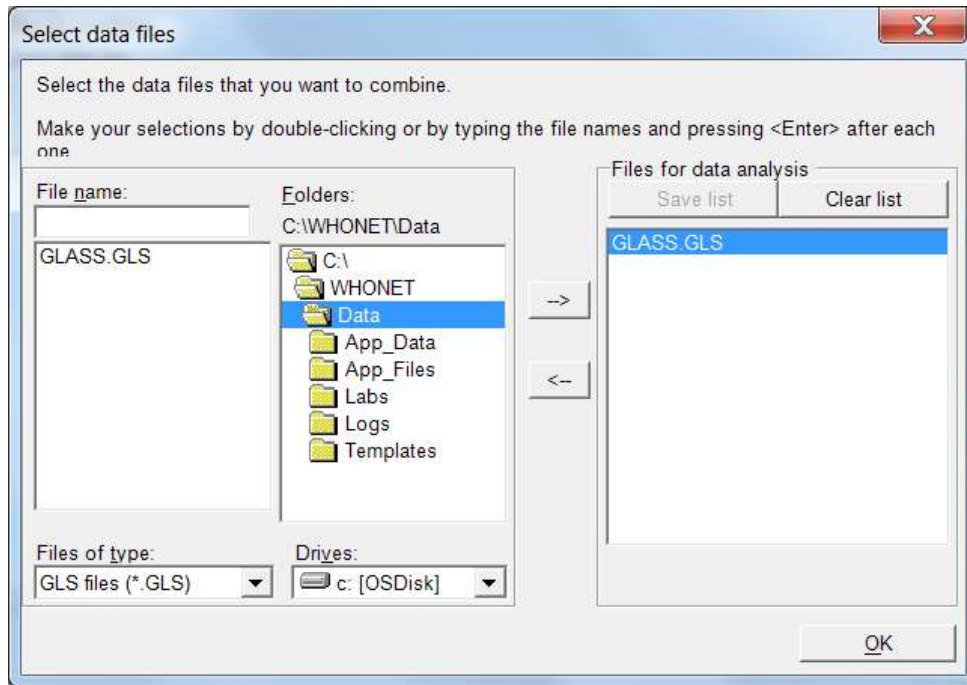 Select data files
X
Select the data files that you want to combine.
Make your selections by double-clicking or by typing the file names and pressing <Enter> after each
one
File name:
GLASS.GLS
Files of type:
GLS files (*.GLS)
Folders:
C:\WHONET\Data
C:\
WHONET
Data
App_Data
App_Files
Labs
Logs
Templates
Drives:
c: [OSDisk]
-->
<--
Files for data analysis
Save list
Clear list
GLASS.GLS
OK